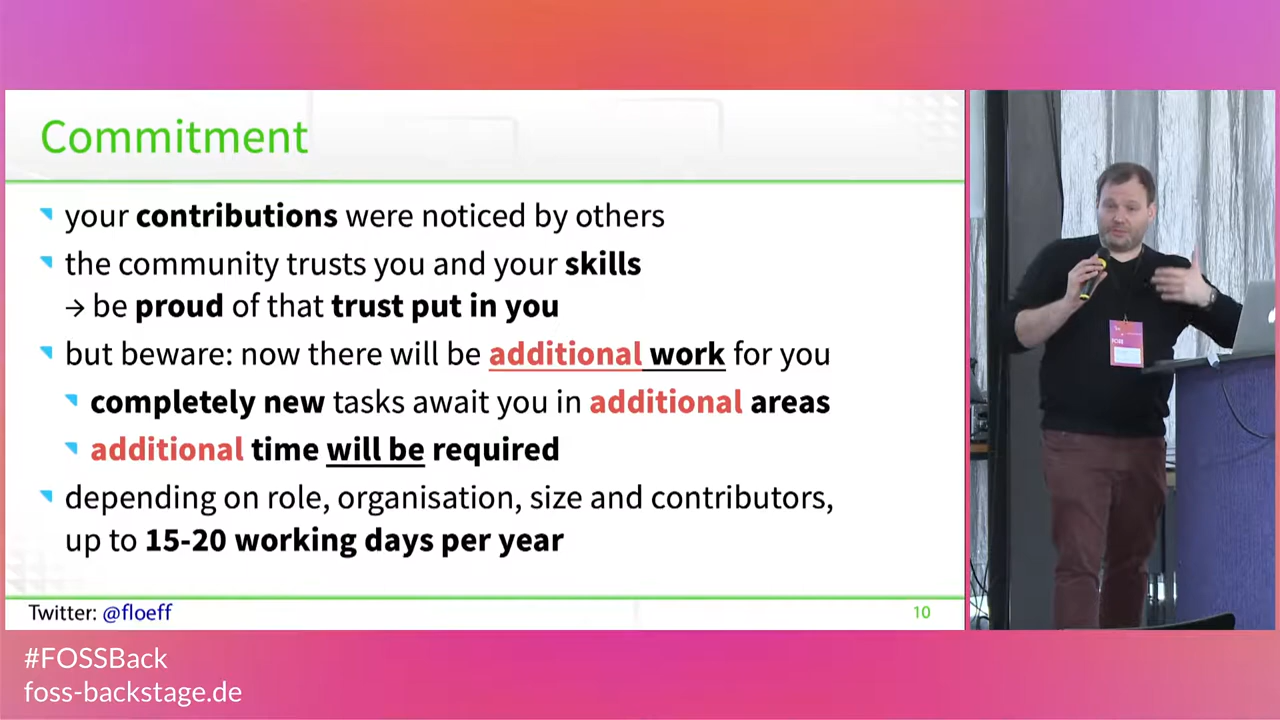 Commitment
your contributions were noticed by others
the community trusts you and your skills
→ be proud of that trust put in you
but beware: now there will be additional work for you
completely new tasks await you in additional areas
additional time will be required
depending on role, organisation, size and contributors,
up to 15-20 working days per year
Twitter: @floeff
10
#FOSSBack
foss-backstage.de